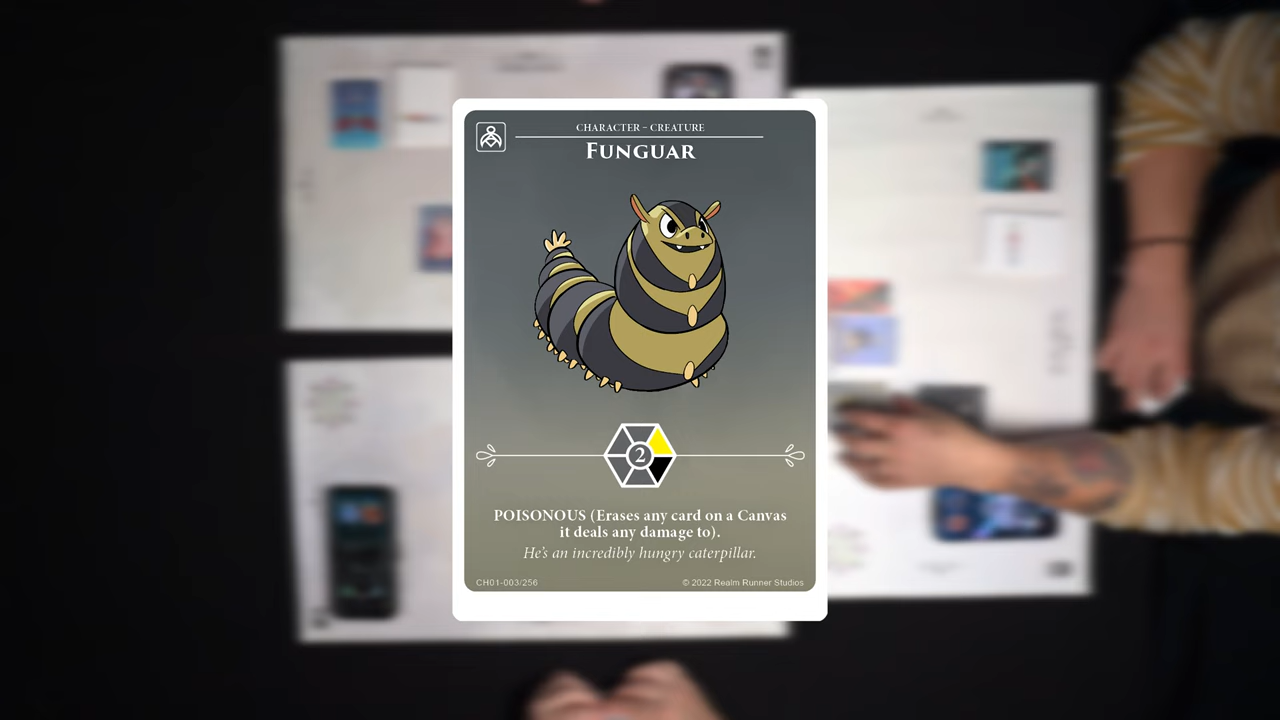 CHARACTER – CREATURE
FUNGUAR
2
POISONOUS (Erases any card on a Canvas
it deals any damage to).
He's an incredibly hungry caterpillar.
CH01-003/256
© 2022 Realm Runner Studios